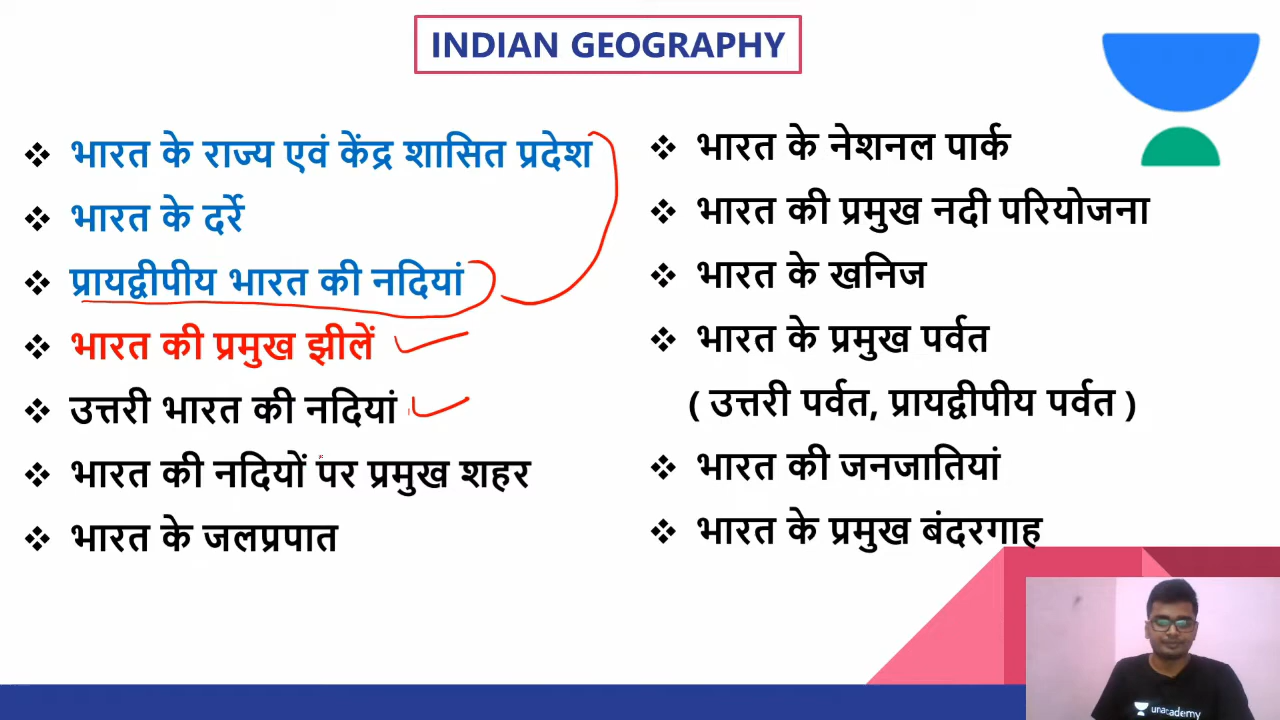 INDIAN GEOGRAPHY
❖ भारत के राज्य एवं केंद्र शासित प्रदेश
❖ भारत के दर्रे
❖ प्रायद्वीपीय भारत की नदियां
❖ भारत की प्रमुख झीलें
❖ उत्तरी भारत की नदियां
❖ भारत की नदियों पर प्रमुख शहर
❖ भारत के जलप्रपात
❖ भारत के नेशनल पार्क
❖ भारत की प्रमुख नदी परियोजना
❖ भारत के खनिज
❖ भारत के प्रमुख पर्वत
( उत्तरी पर्वत, प्रायद्वीपीय पर्वत )
❖ भारत की जनजातियां
❖ भारत के प्रमुख बंदरगाह
unacademy